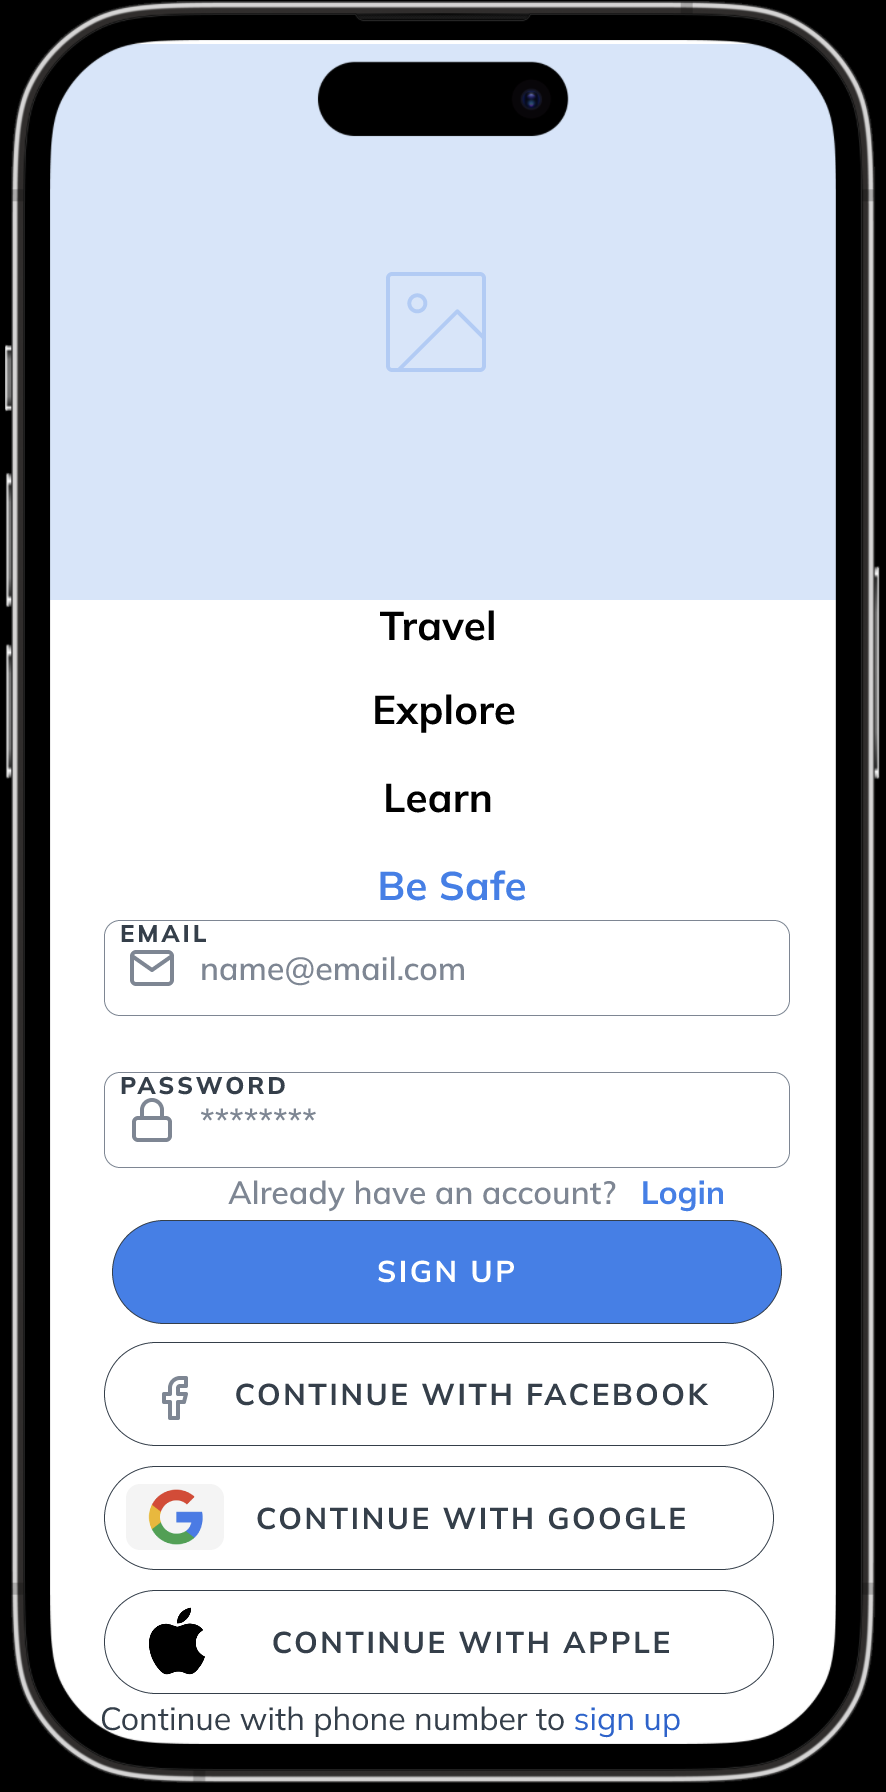 Travel
Explore
Learn
Be Safe
EMAIL
name@email.com
PASSWORD
********
Already have an account? Login
SIGN UP
CONTINUE WITH FACEBOOK
CONTINUE WITH GOOGLE
CONTINUE WITH APPLE
Continue with phone number to sign up